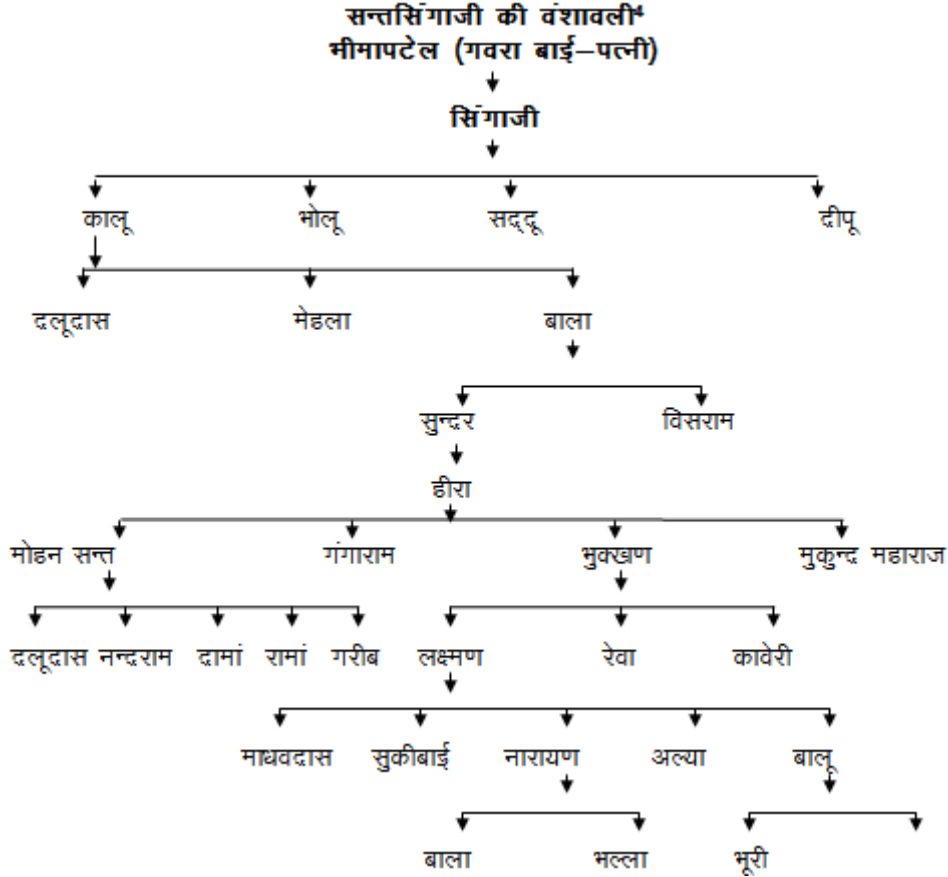 सन्तसिंगाजी की वंशावली⁴
भीमापटेल (गवरा बाई–पत्नी)
सिंगाजी
कालू भोलू सद्दू दीपू
दलूदास मेहला बाला
सुन्दर विसराम
हीरा
मोहन सन्त गंगाराम भुक्खण मुकुन्द महाराज
दलूदास नन्दराम दामां रामां गरीब लक्ष्मण रेवा कावेरी
माधवदास सुकीबाई नारायण अल्या बालू
बाला भल्ला भूरी